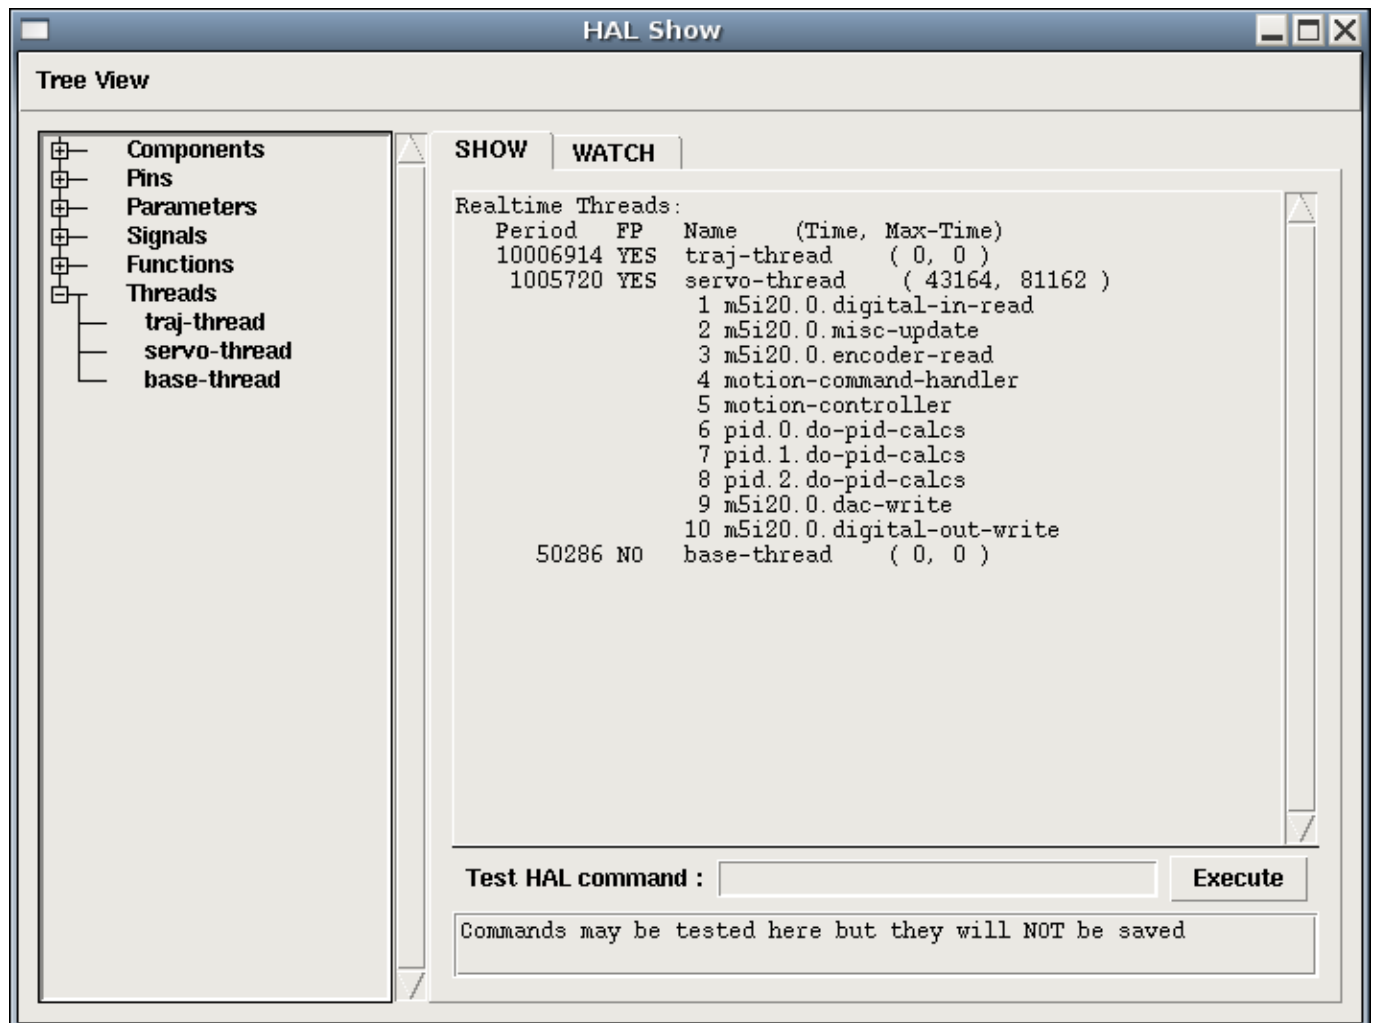 HAL Show
Tree View
Components
Pins
Parameters
Signals
Functions
Threads
traj-thread
servo-thread
base-thread
SHOW WATCH
Realtime Threads:
Period FP Name (Time, Max-Time)
10006914 YES traj-thread ( 0, 0 )
1005720 YES servo-thread ( 43164, 81162 )
1 m5i20.0.digital-in-read
2 m5i20.0.misc-update
3 m5i20.0.encoder-read
4 motion-command-handler
5 motion-controller
6 pid.0.do-pid-calcs
7 pid.1.do-pid-calcs
8 pid.2.do-pid-calcs
9 m5i20.0.dac-write
10 m5i20.0.digital-out-write
50286 NO base-thread ( 0, 0 )
Test HAL command : Execute
Commands may be tested here but they will NOT be saved